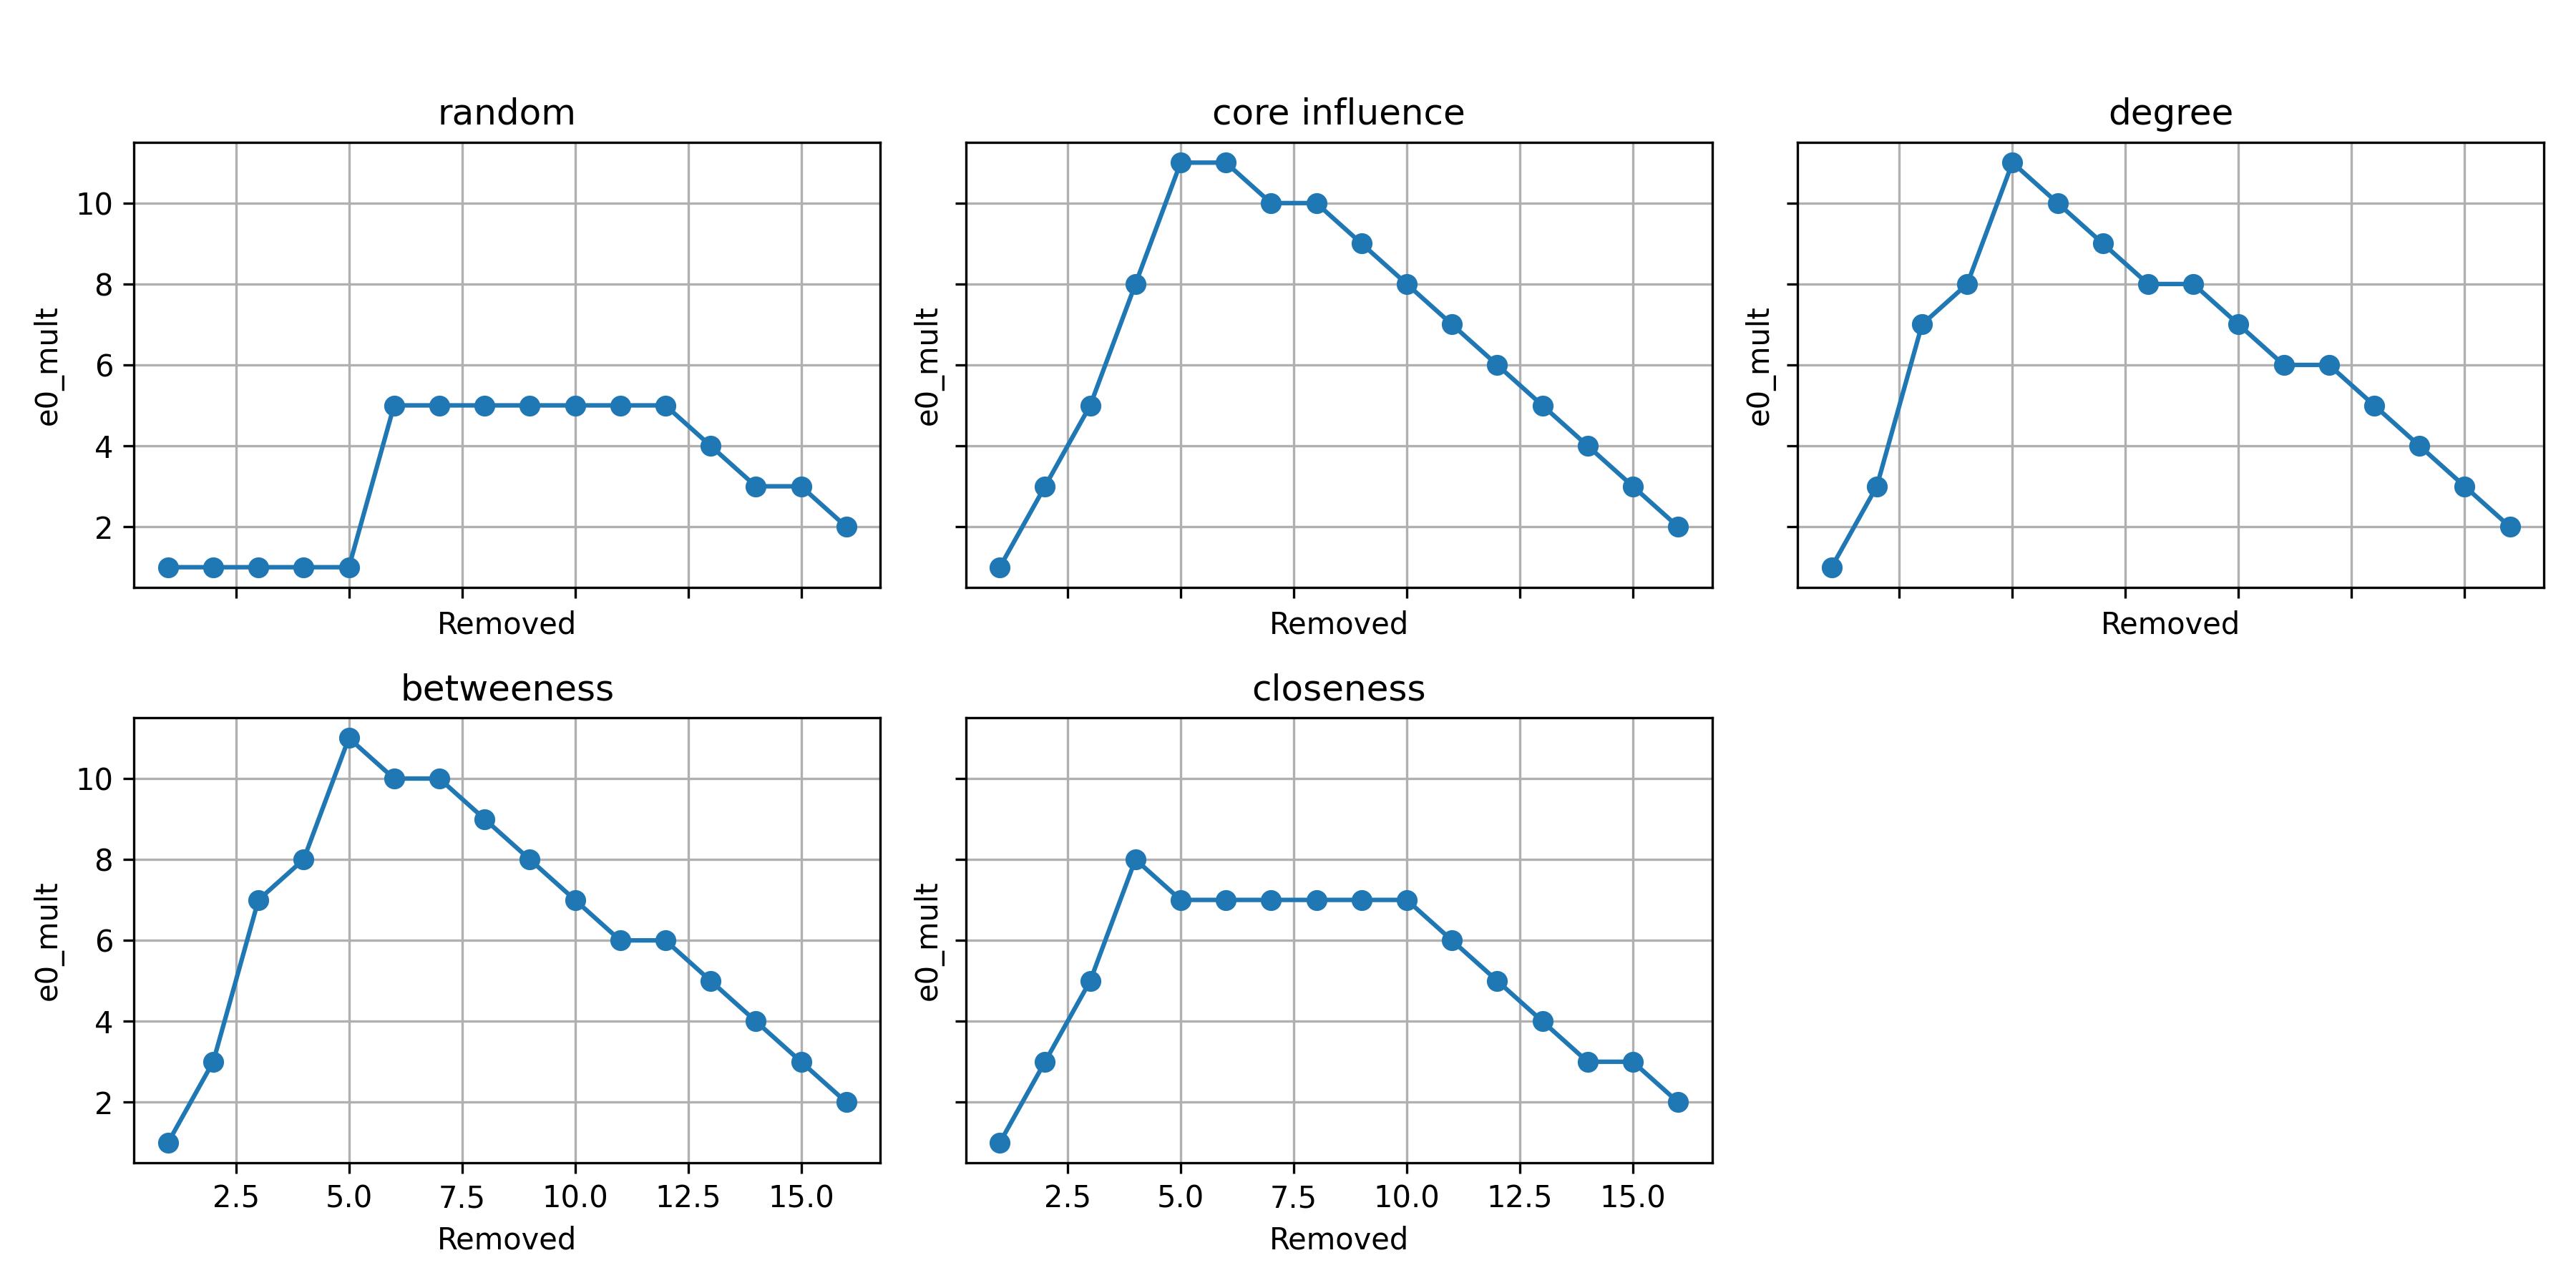 random
10
8
6
4
2
e0_mult
Removed
core influence
e0_mult
Removed
degree
e0_mult
Removed
betweeness
10
8
6
4
2
e0_mult
2.5 5.0 7.5 10.0 12.5 15.0
Removed
closeness
e0_mult
2.5 5.0 7.5 10.0 12.5 15.0
Removed